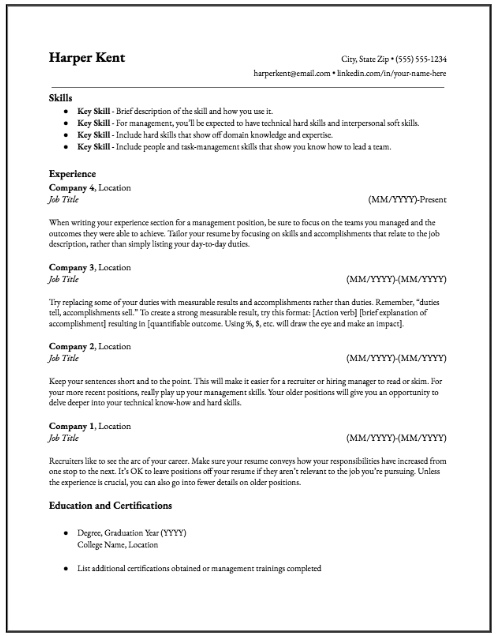 Harper Kent
City, State Zip • (555) 555-1234
harperkent@email.com • linkedin.com/in/your-name-here
Skills
● Key Skill - Brief description of the skill and how you use it.
● Key Skill - For management, you'll be expected to have technical hard skills and interpersonal soft skills.
● Key Skill - Include hard skills that show off domain knowledge and expertise.
● Key Skill - Include people and task-management skills that show you know how to lead a team.
Experience
Company 4, Location
Job Title (MM/YYYY)-Present
When writing your experience section for a management position, be sure to focus on the teams you managed and the
outcomes they were able to achieve. Tailor your resume by focusing on skills and accomplishments that relate to the job
description, rather than simply listing your day-to-day duties.
Company 3, Location
Job Title (MM/YYYY)-(MM/YYYY)
Try replacing some of your duties with measurable results and accomplishments rather than duties. Remember, "duties
tell, accomplishments sell." To create a strong measurable result, try this format: [Action verb] [brief explanation of
accomplishment] resulting in [quantifiable outcome. Using %, $, etc. will draw the eye and make an impact].
Company 2, Location
Job Title (MM/YYYY)-(MM/YYYY)
Keep your sentences short and to the point. This will make it easier for a recruiter or hiring manager to read or skim. For
your more recent positions, really play up your management skills. Your older positions will give you an opportunity to
delve deeper into your technical know-how and hard skills.
Company 1, Location
Job Title (MM/YYYY)-(MM/YYYY)
Recruiters like to see the arc of your career. Make sure your resume conveys how your responsibilities have increased from
one stop to the next. It's OK to leave positions off your resume if they aren't relevant to the job you're pursuing. Unless
the experience is crucial, you can also go into fewer details on older positions.
Education and Certifications
● Degree, Graduation Year (YYYY)
College Name, Location
● List additional certifications obtained or management trainings completed